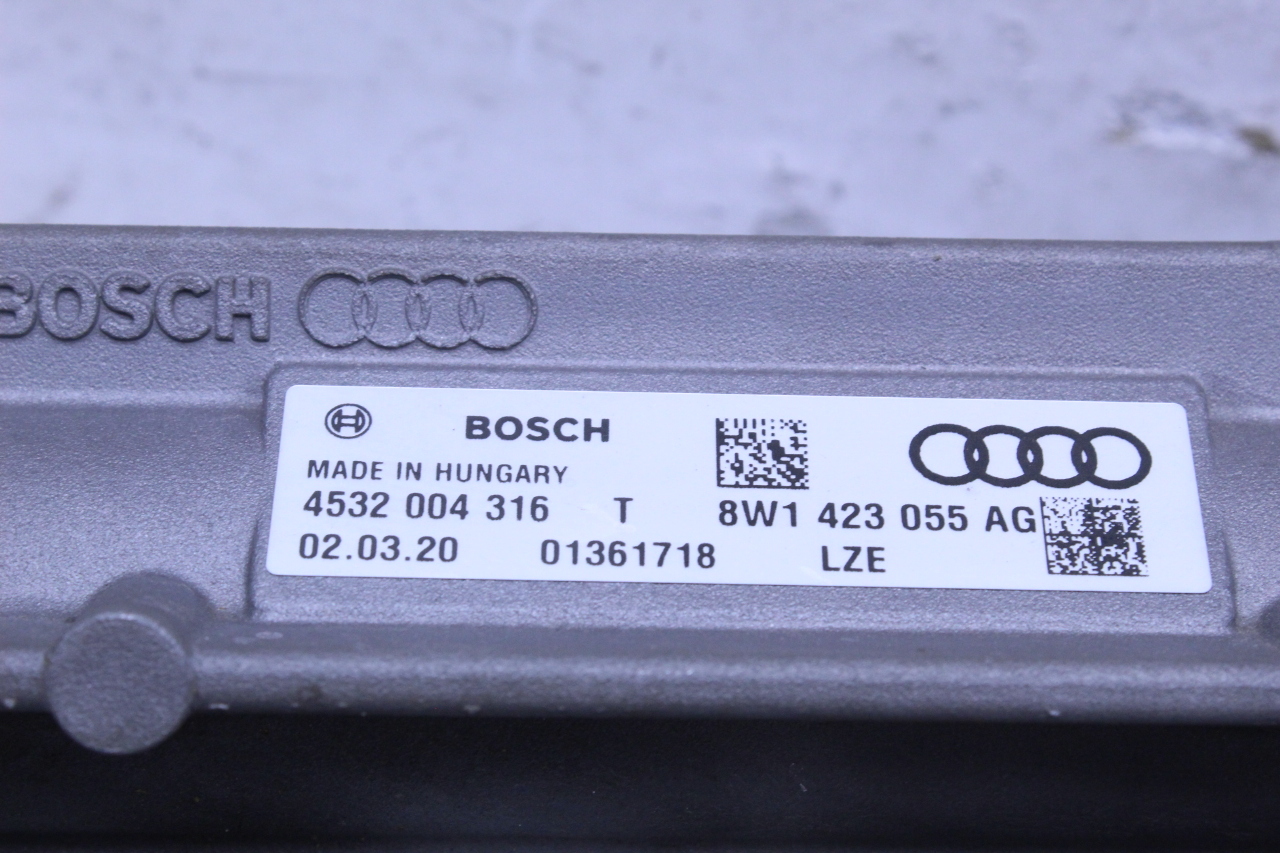 BOSCH
BOSCH
MADE IN HUNGARY
4532 004 316 T 8W1 423 055 AG
02.03.20 01361718 LZE